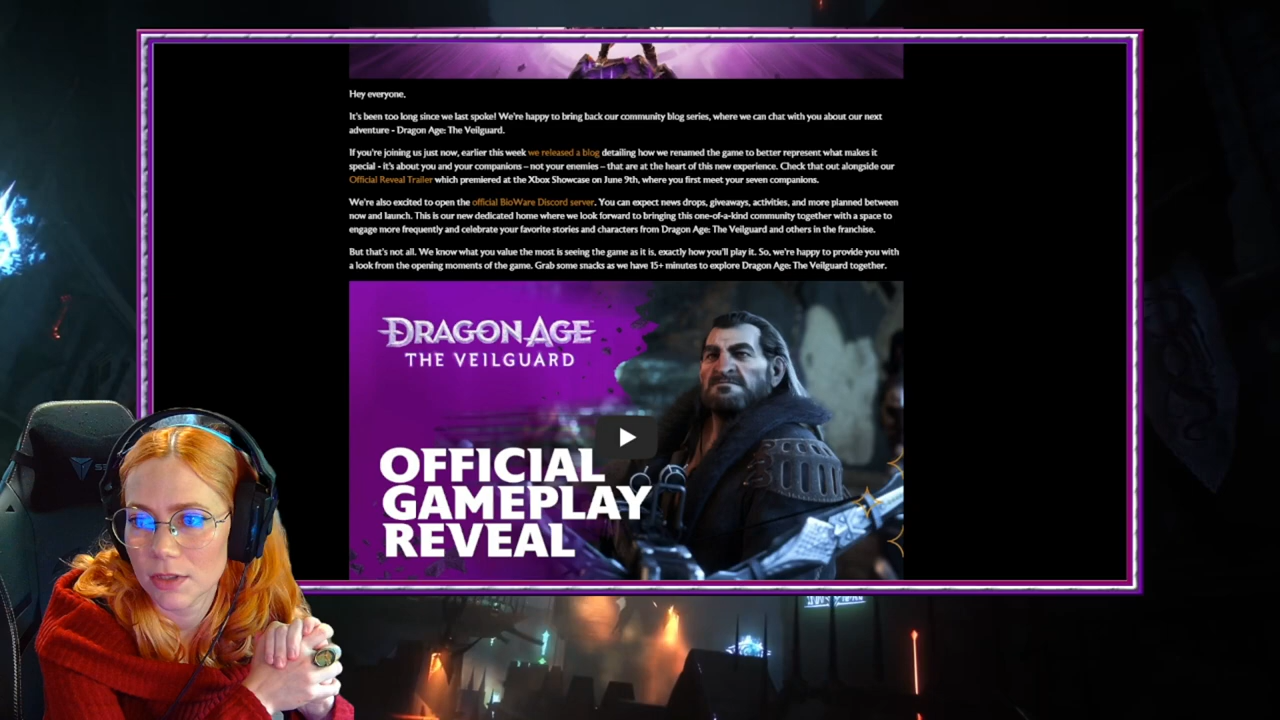 Hey everyone,
It's been too long since we last spoke! We're happy to bring back our community blog series, where we can chat with you about our next
adventure - Dragon Age: The Veilguard.
If you're joining us just now, earlier this week we released a blog detailing how we renamed the game to better represent what makes it
special - it's about you and your companions – not your enemies – that are at the heart of this new experience. Check that out alongside our
Official Reveal Trailer which premiered at the Xbox Showcase on June 9th, where you first meet your seven companions.
We're also excited to open the official BioWare Discord server. You can expect news drops, giveaways, activities, and more planned between
now and launch. This is our new dedicated home where we look forward to bringing this one-of-a-kind community together with a space to
engage more frequently and celebrate your favorite stories and characters from Dragon Age: The Veilguard and others in the franchise.
But that's not all. We know what you value the most is seeing the game as it is, exactly how you'll play it. So, we're happy to provide you with
a look from the opening moments of the game. Grab some snacks as we have 15+ minutes to explore Dragon Age: The Veilguard together.
DRAGON AGE
THE VEILGUARD
OFFICIAL
GAMEPLAY
REVEAL